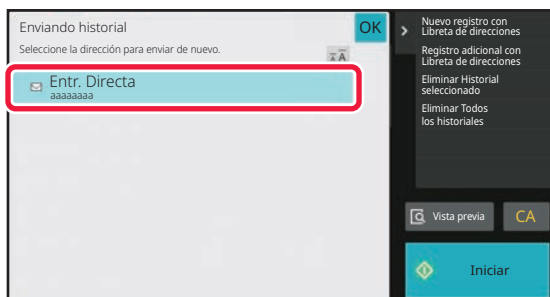 Enviando historial
OK
Seleccione la dirección para enviar de nuevo.
Entr. Directa
aaaaaaaa
Nuevo registro con
Libreta de direcciones
Registro adicional con
Libreta de direcciones
Eliminar Historial
seleccionado
Eliminar Todos
los historiales
Vista previa
CA
Iniciar